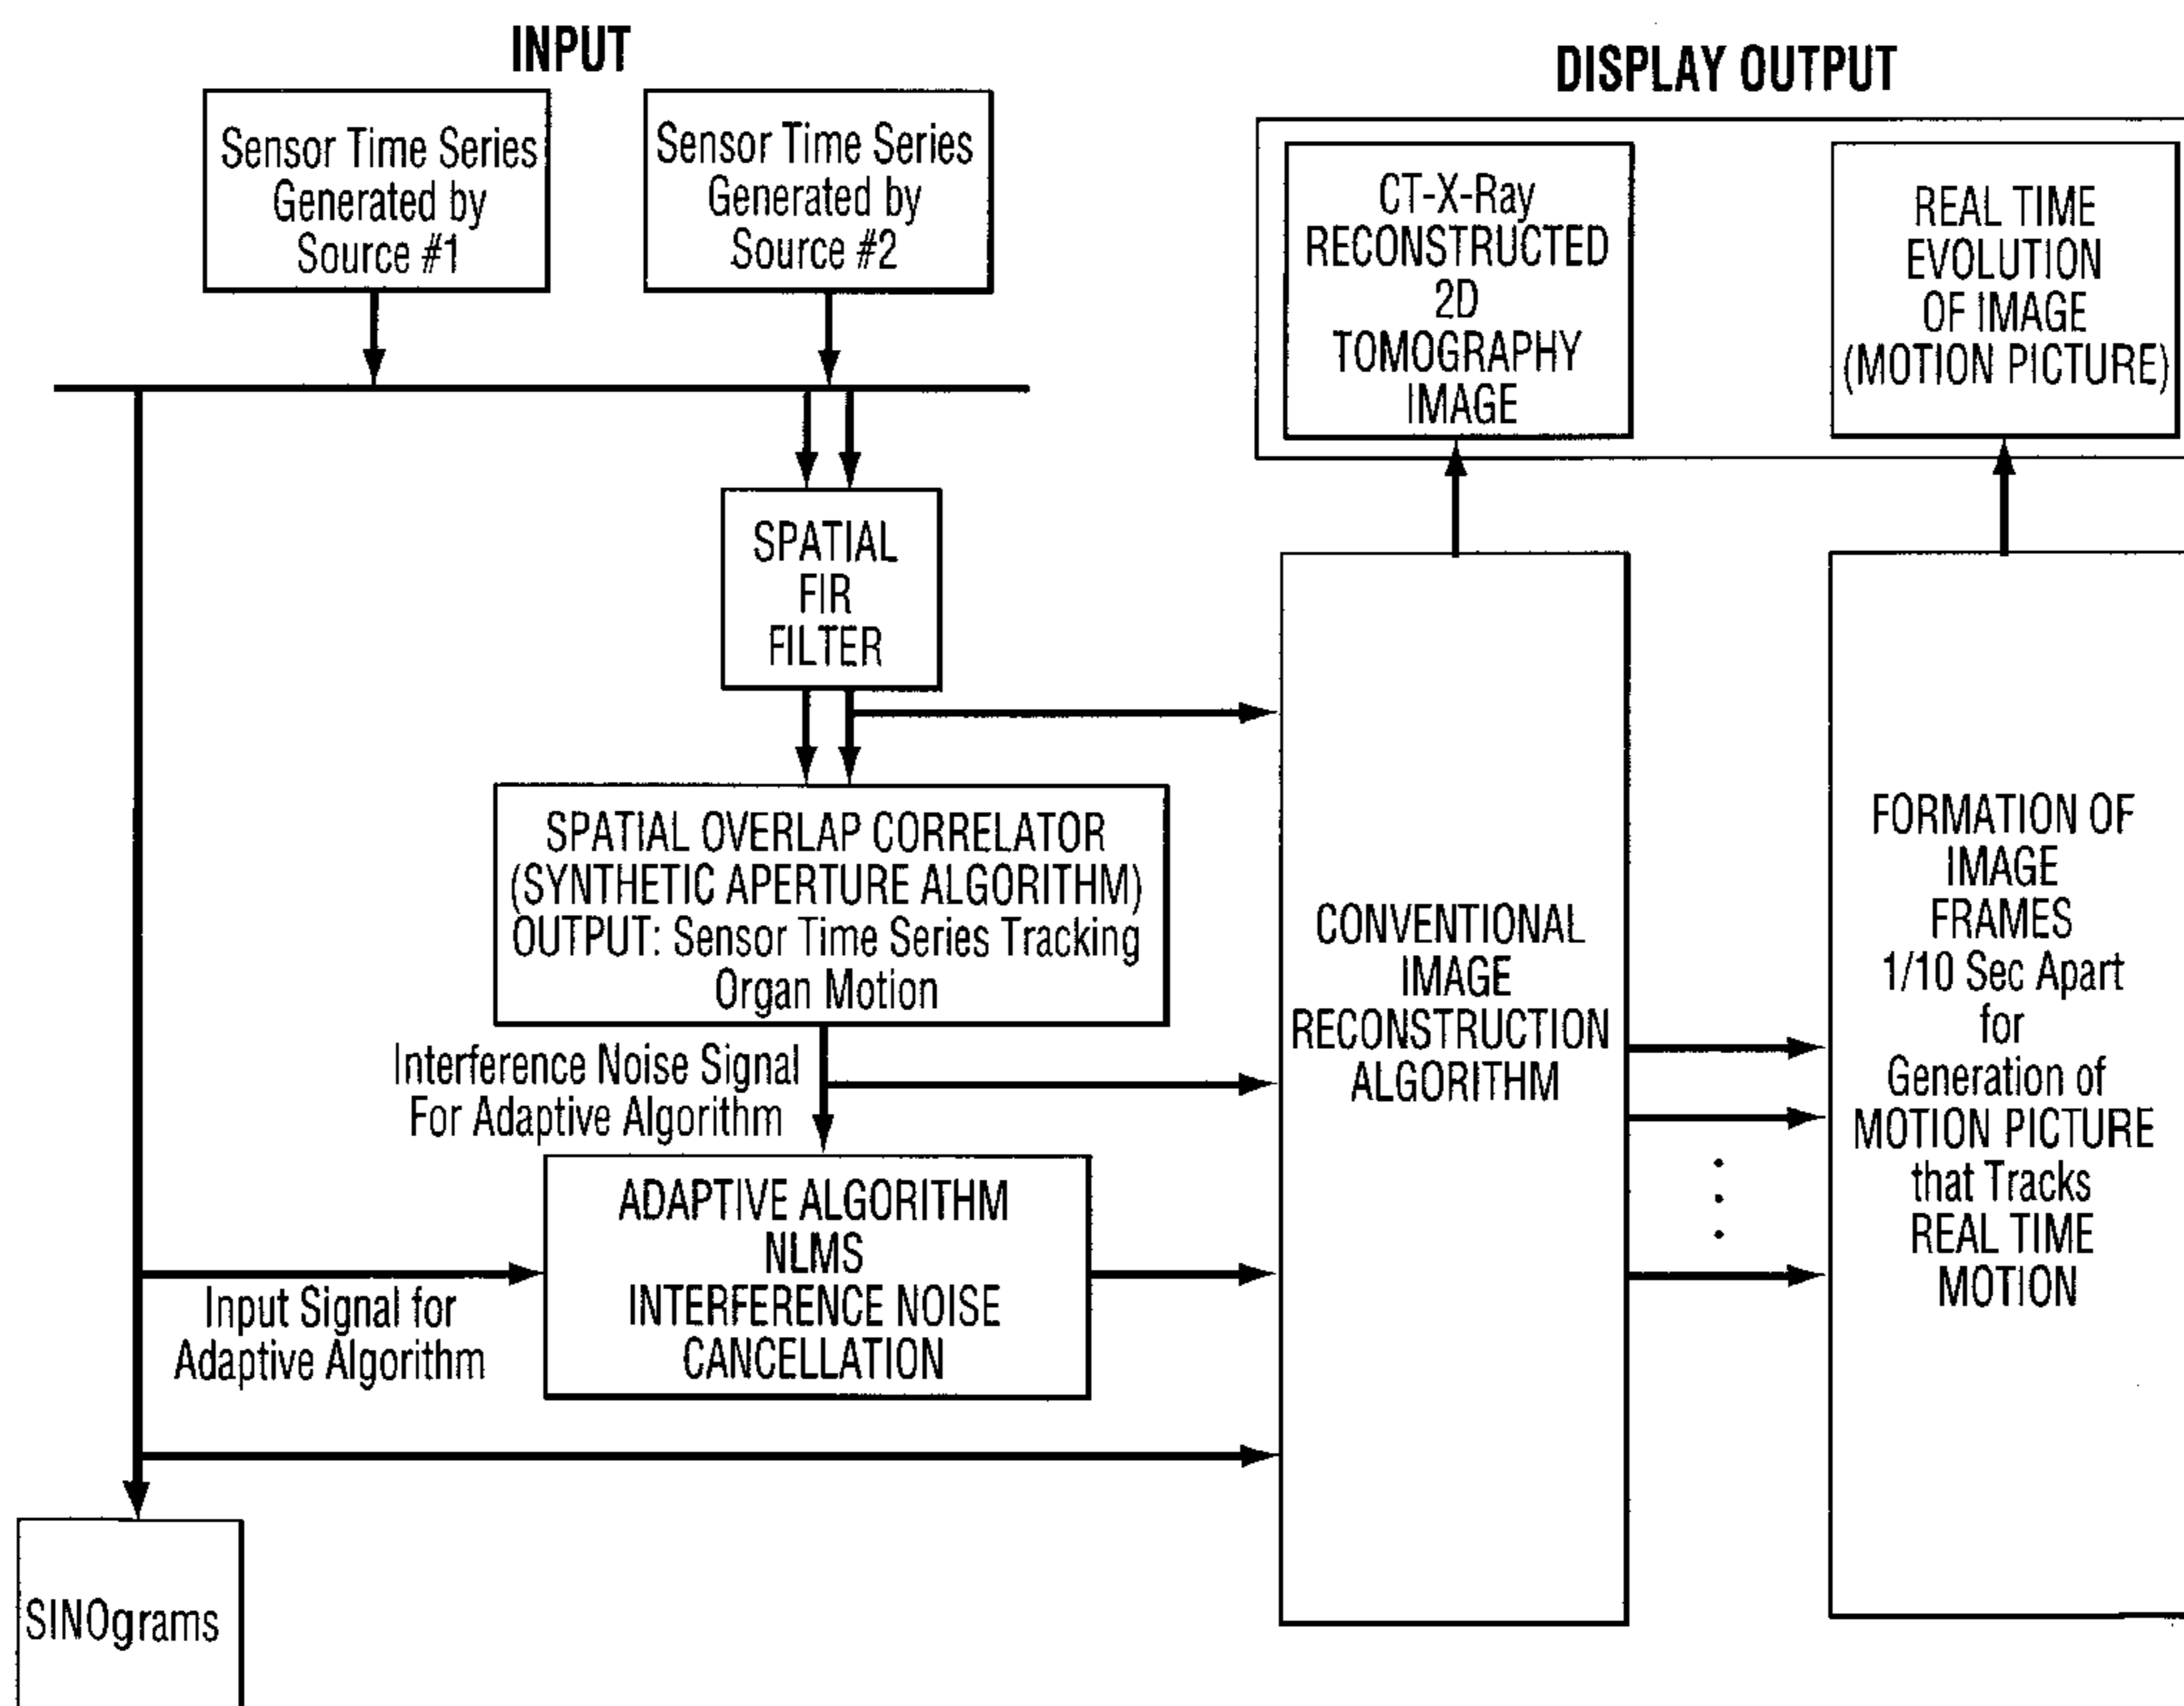 INPUT
Sensor Time Series
Generated by
Source #1
Sensor Time Series
Generated by
Source #2
DISPLAY OUTPUT
CT-X-Ray
RECONSTRUCTED
2D
TOMOGRAPHY
IMAGE
REAL TIME
EVOLUTION
OF IMAGE
(MOTION PICTURE)
SPATIAL
FIR
FILTER
SPATIAL OVERLAP CORRELATOR
(SYNTHETIC APERTURE ALGORITHM)
OUTPUT: Sensor Time Series Tracking
Organ Motion
Interference Noise Signal
For Adaptive Algorithm
ADAPTIVE ALGORITHM
NLMS
INTERFERENCE NOISE
CANCELLATION
Input Signal for
Adaptive Algorithm
SINOgrams
CONVENTIONAL
IMAGE
RECONSTRUCTION
ALGORITHM
FORMATION OF
IMAGE
FRAMES
1/10 Sec Apart
for
Generation of
MOTION PICTURE
that Tracks
REAL TIME
MOTION